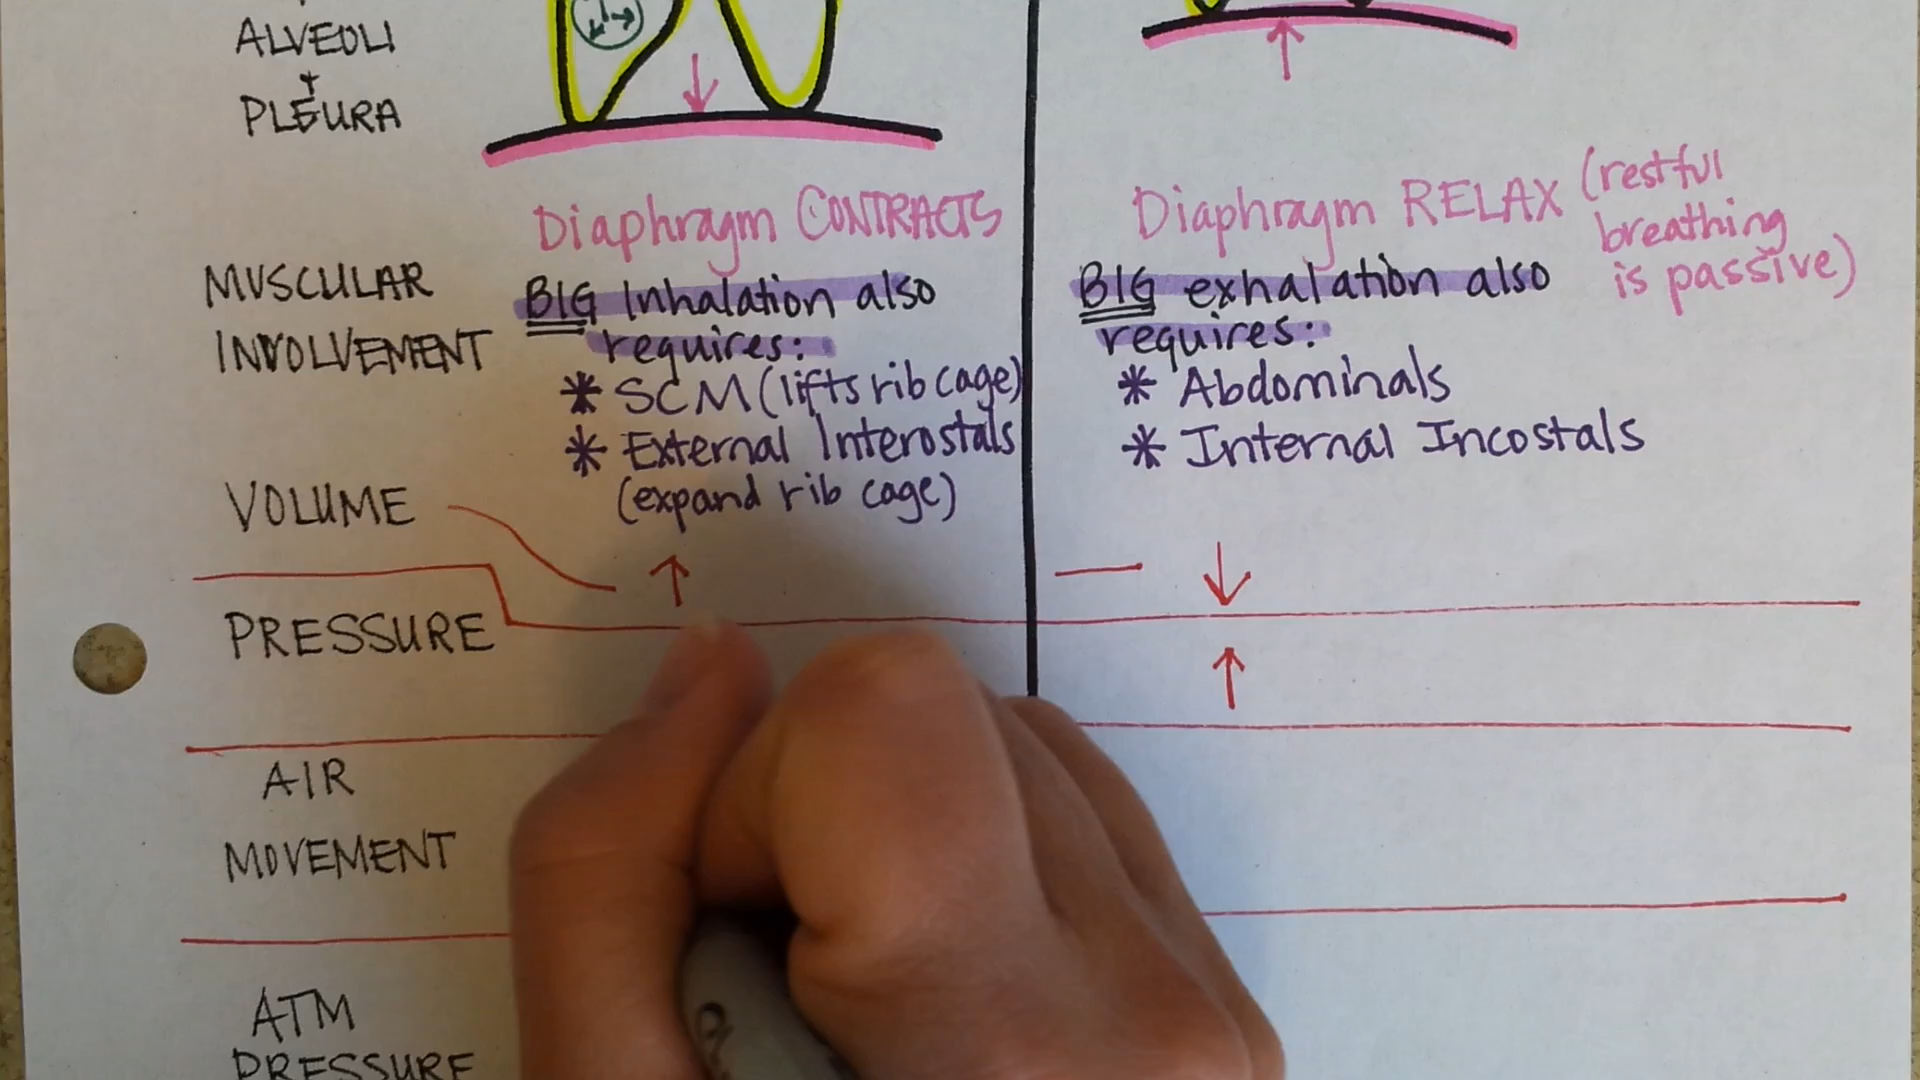 ALVEOLI
+
PLEURA
Diaphragm CONTRACTS
Diaphragm RELAX (restful
breathing
is passive)
MUSCULAR
INVOLVEMENT
BIG Inhalation also
requires:
* SCM (lifts rib cage)
* External Interostals
(expand rib cage)
BIG exhalation also
requires:
* Abdominals
* Internal Incostals
VOLUME
↑
↓
PRESSURE
↑
AIR
MOVEMENT
ATM
PRESSURE